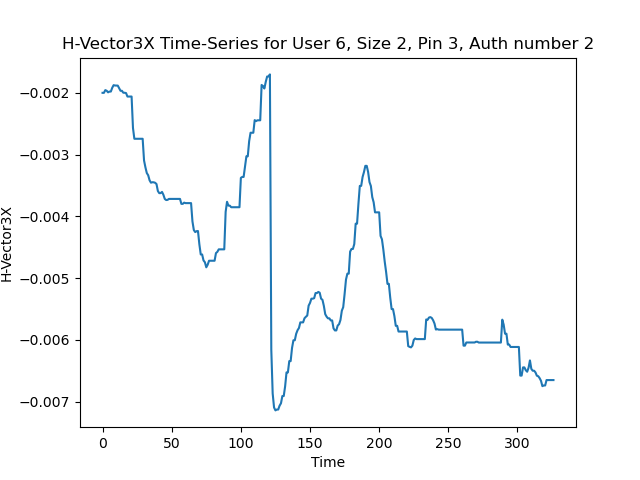 H-Vector3X Time-Series for User 6, Size 2, Pin 3, Auth number 2
−0.002
−0.003
−0.004
−0.005
−0.006
−0.007
H-Vector3X
0 50 100 150 200 250 300
Time